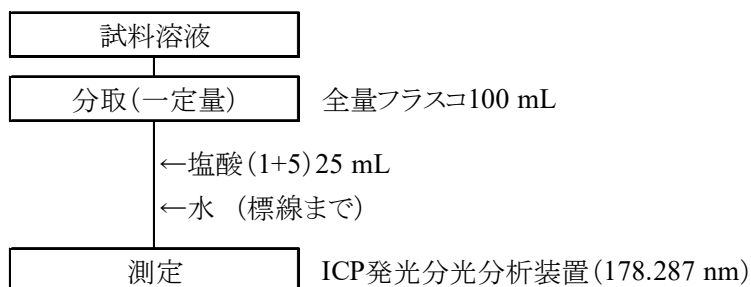 試料溶液
分取(一定量) 全量フラスコ100 mL
←塩酸(1+5)25 mL
←水 (標線まで)
測定 ICP発光分光分析装置(178.287 nm)